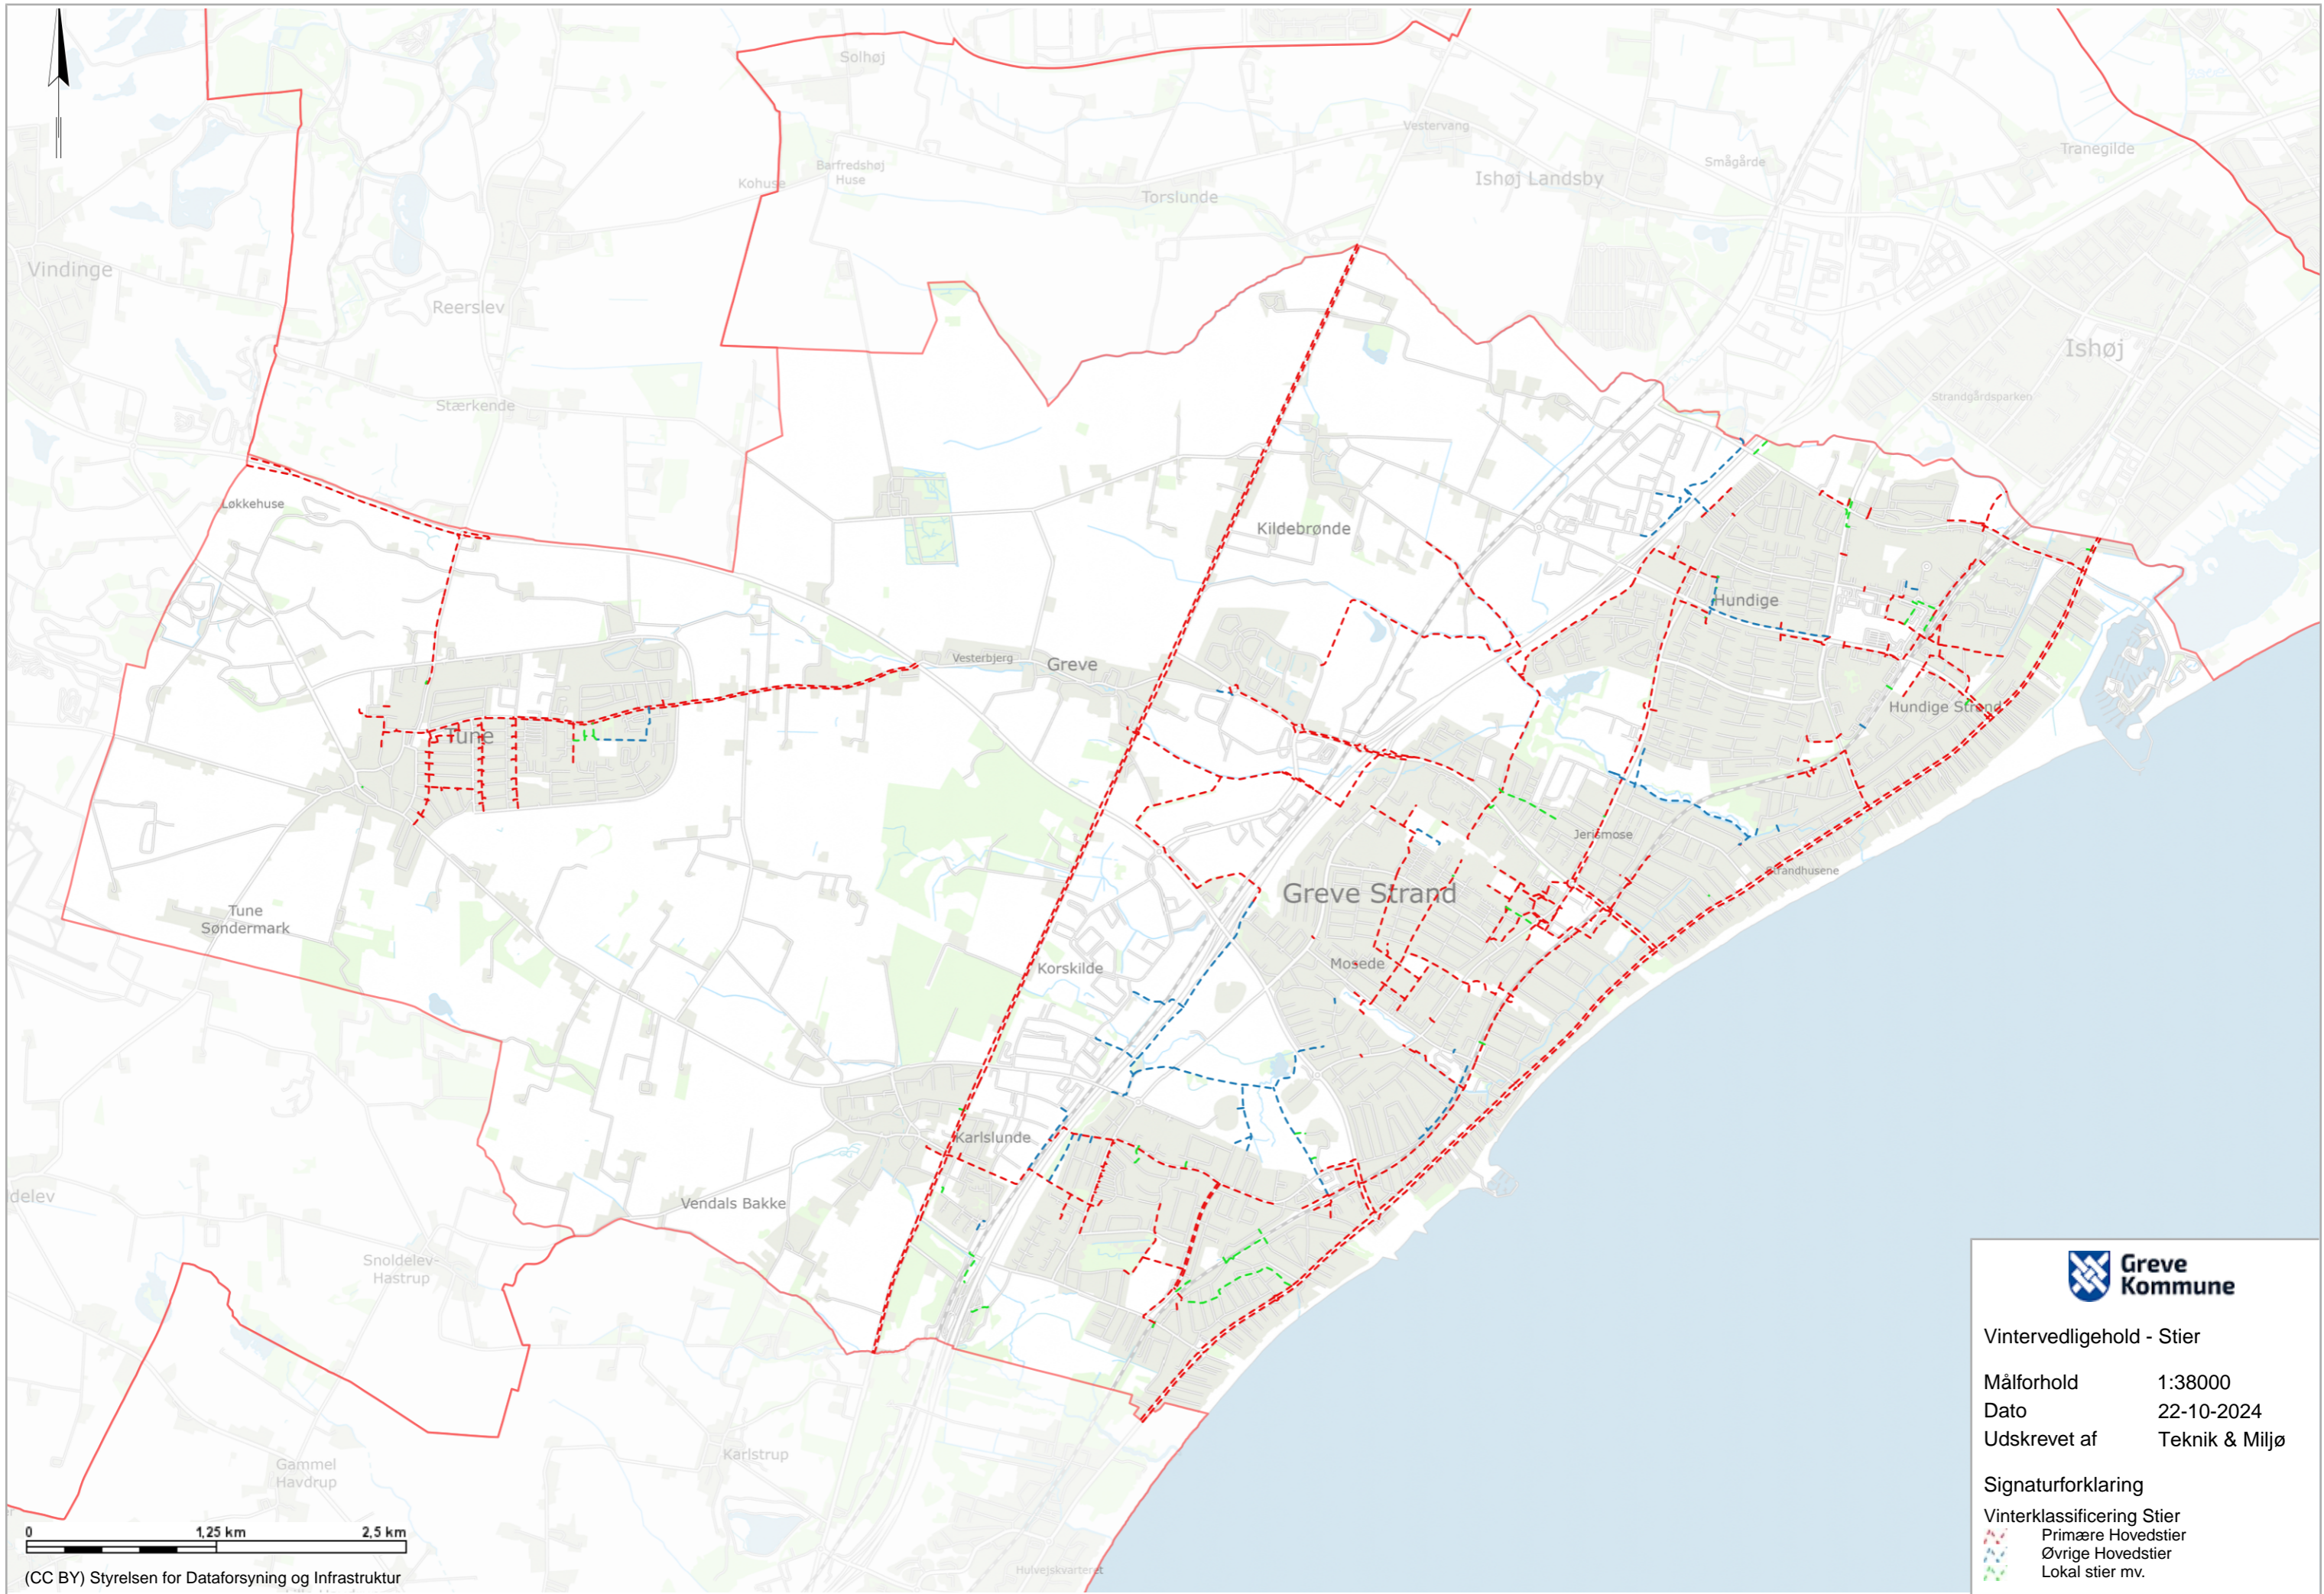 Solhøj
Vestervang
Tranegilde
Smågårde
Barfredshøj
Huse
Kohuse
Ishøj Landsby
Torslunde
Vindinge
Reerslev
Ishøj
Strandgårdsparken
Stærkende
Løkkehuse
Kildebrønde
Hundige
Vesterbjerg
Greve
Hundige Strand
Tune
Jerismose
Strandhusene
Greve Strand
Tune
Søndermark
Mosede
Korskilde
Karlslunde
Vendals Bakke
delev
Snoldelev-
Hastrup
Karlstrup
Gammel
Havdrup
Hulvejskvarteret
0 1,25 km 2,5 km
(CC BY) Styrelsen for Dataforsyning og Infrastruktur
Greve
Kommune
Vintervedligehold - Stier
Målforhold 1:38000
Dato 22-10-2024
Udskrevet af Teknik & Miljø
Signaturforklaring
Vinterklassificering Stier
Primære Hovedstier
Øvrige Hovedstier
Lokal stier mv.